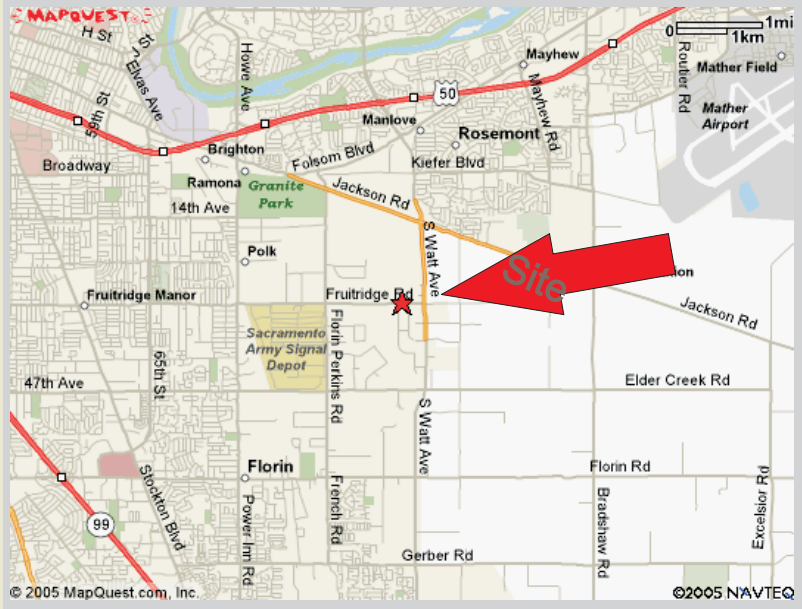 MAPQUEST
H St
J St
Elvas Ave
59th St
Howe Ave
50
Mayhew
Mayhew Rd
0
1mi
1km
Routier Rd
Mather Field
Mather
Airport
Manlove
Rosemont
Brighton
Folsom Blvd
Kiefer Blvd
Broadway
Ramona
Granite
Park
Jackson Rd
14th Ave
S Watt Ave
Polk
Site
Fruitridge Manor
Fruitridge Rd
Jackson Rd
Sacramento
Army Signal
Depot
Florin Perkins Rd
65th St
47th Ave
Elder Creek Rd
S Watt Ave
Florin
Florin Rd
Stockton Blvd
Power Inn Rd
French Rd
Bradshaw Rd
Excelsior Rd
99
Gerber Rd
© 2005 MapQuest.com, Inc.
©2005 NAVTEQ